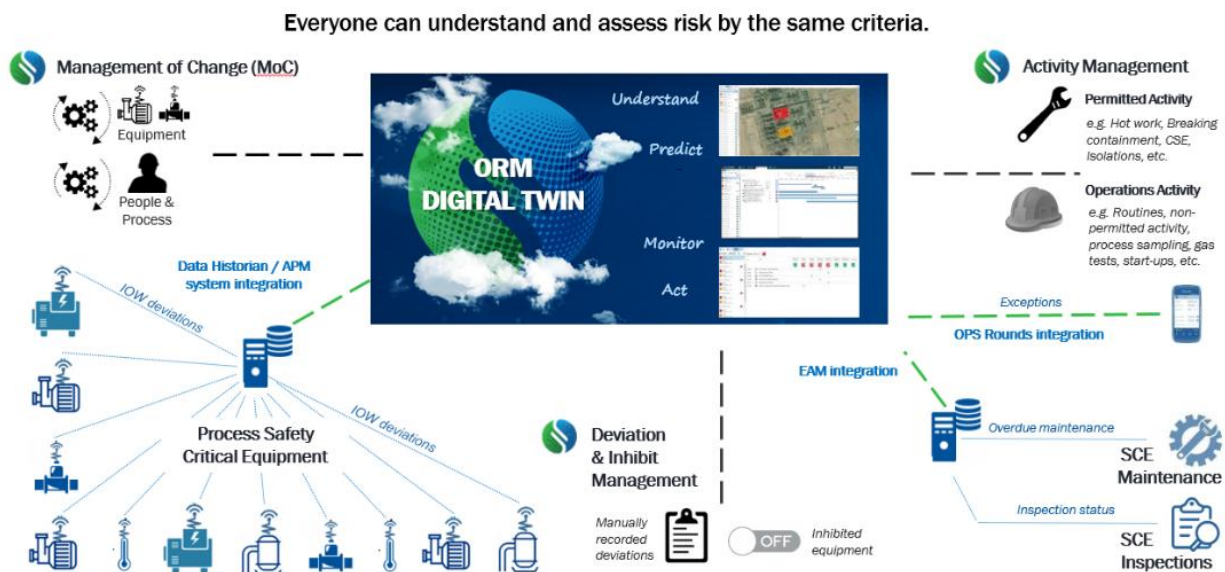 Everyone can understand and assess risk by the same criteria.
Management of Change (MoC)
Equipment
People &
Process
ORM
DIGITAL TWIN
Understand
Predict
Monitor
Act
Activity Management
Permitted Activity
e.g. Hot work, Breaking
containment, CSE,
Isolations, etc.
Operations Activity
e.g. Routines, non-
permitted activity,
process sampling, gas
tests, start-ups, etc.
Data Historian / APM
system integration
IOW deviations
IOW deviations
Process Safety
Critical Equipment
Exceptions
OPS Rounds integration
EAM integration
Deviation
& Inhibit
Management
Manually
recorded
deviations
OFF
Inhibited
equipment
Overdue maintenance
SCE
Maintenance
Inspection status
SCE
Inspections